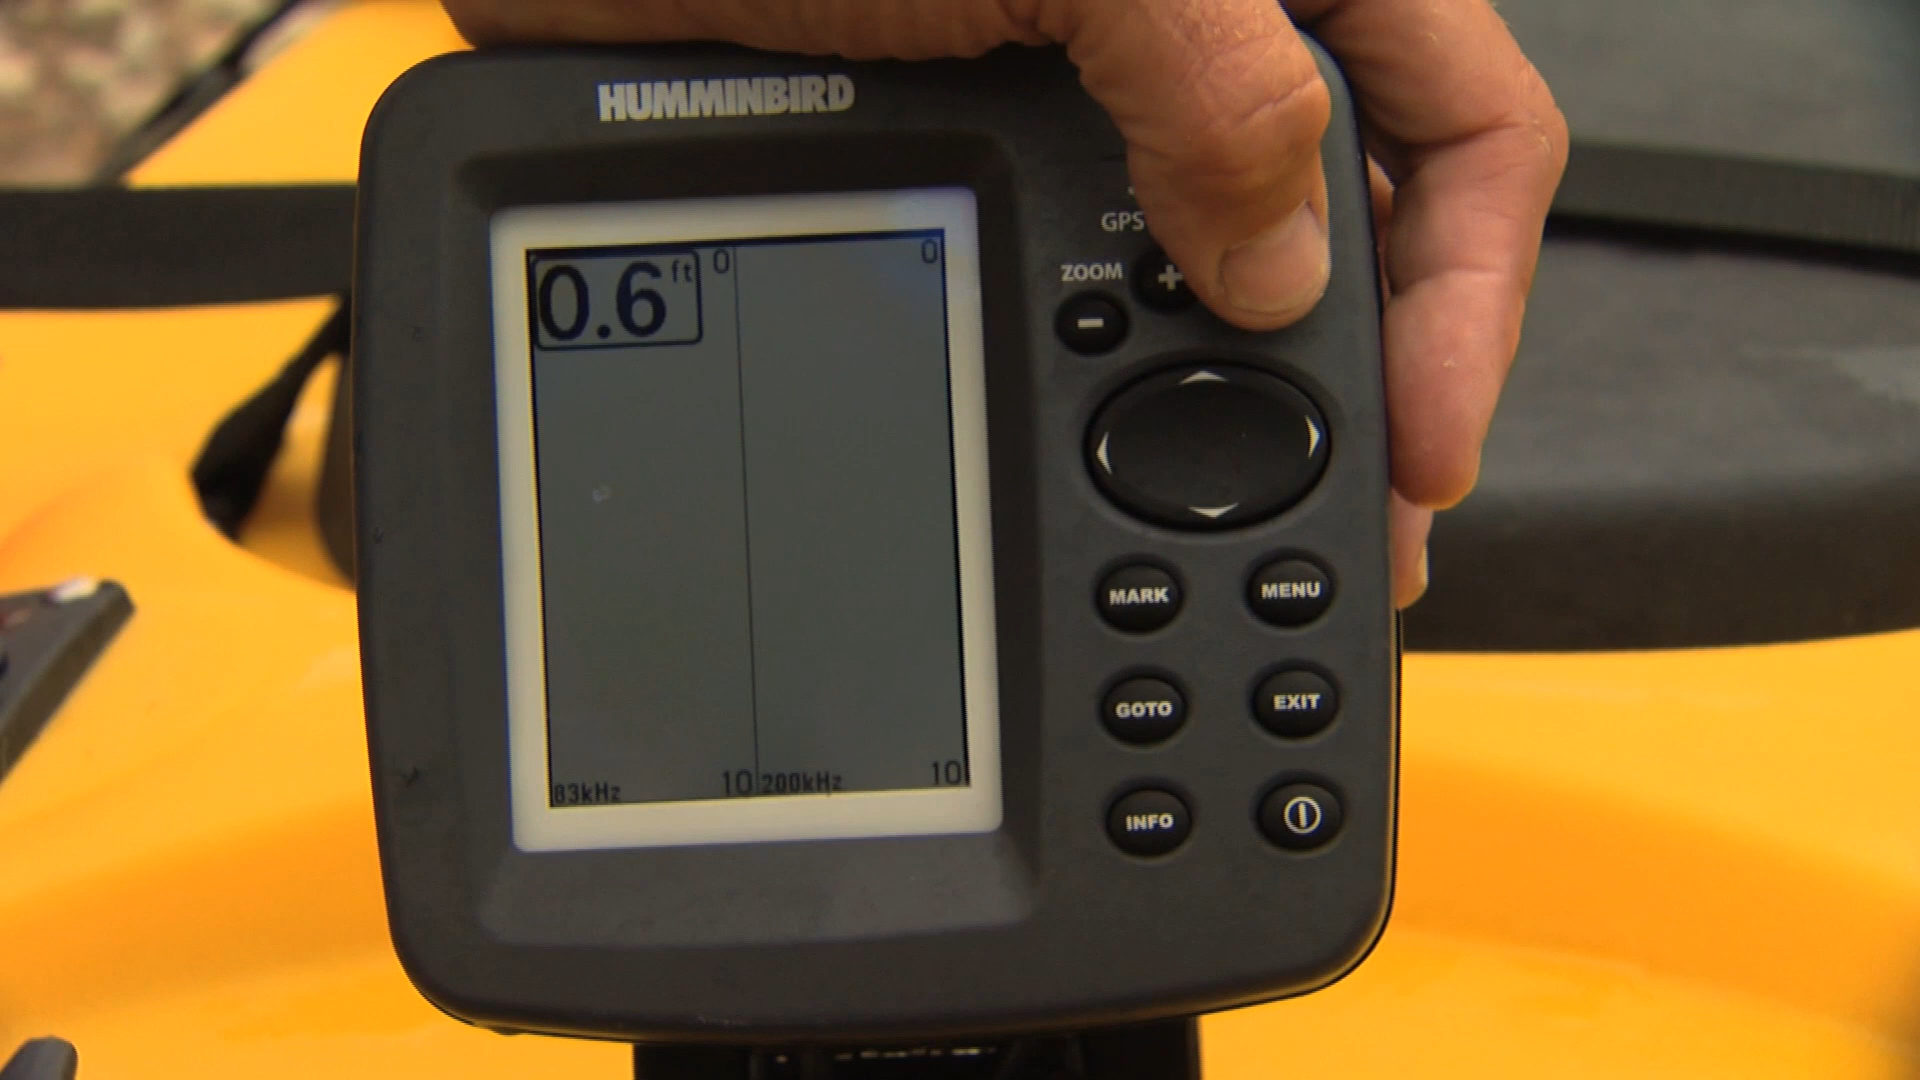 HUMMINBIRD
GPS
ZOOM
+
-
0.6 ft
0
0
83kHz
10
200kHz
10
MARK
MENU
GOTO
EXIT
INFO